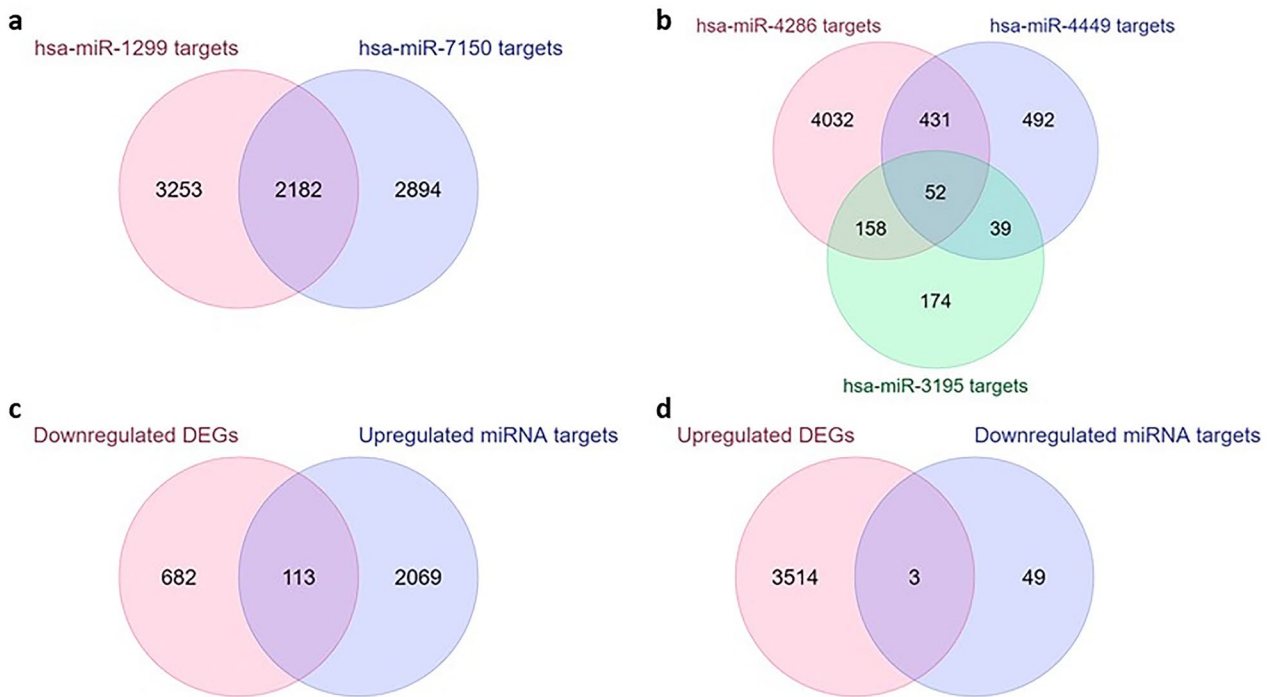 a
hsa-miR-1299 targets hsa-miR-7150 targets
3253 2182 2894
b
hsa-miR-4286 targets hsa-miR-4449 targets
4032 431 492
52
158 39
174
hsa-miR-3195 targets
c
Downregulated DEGs Upregulated miRNA targets
682 113 2069
d
Upregulated DEGs Downregulated miRNA targets
3514 3 49